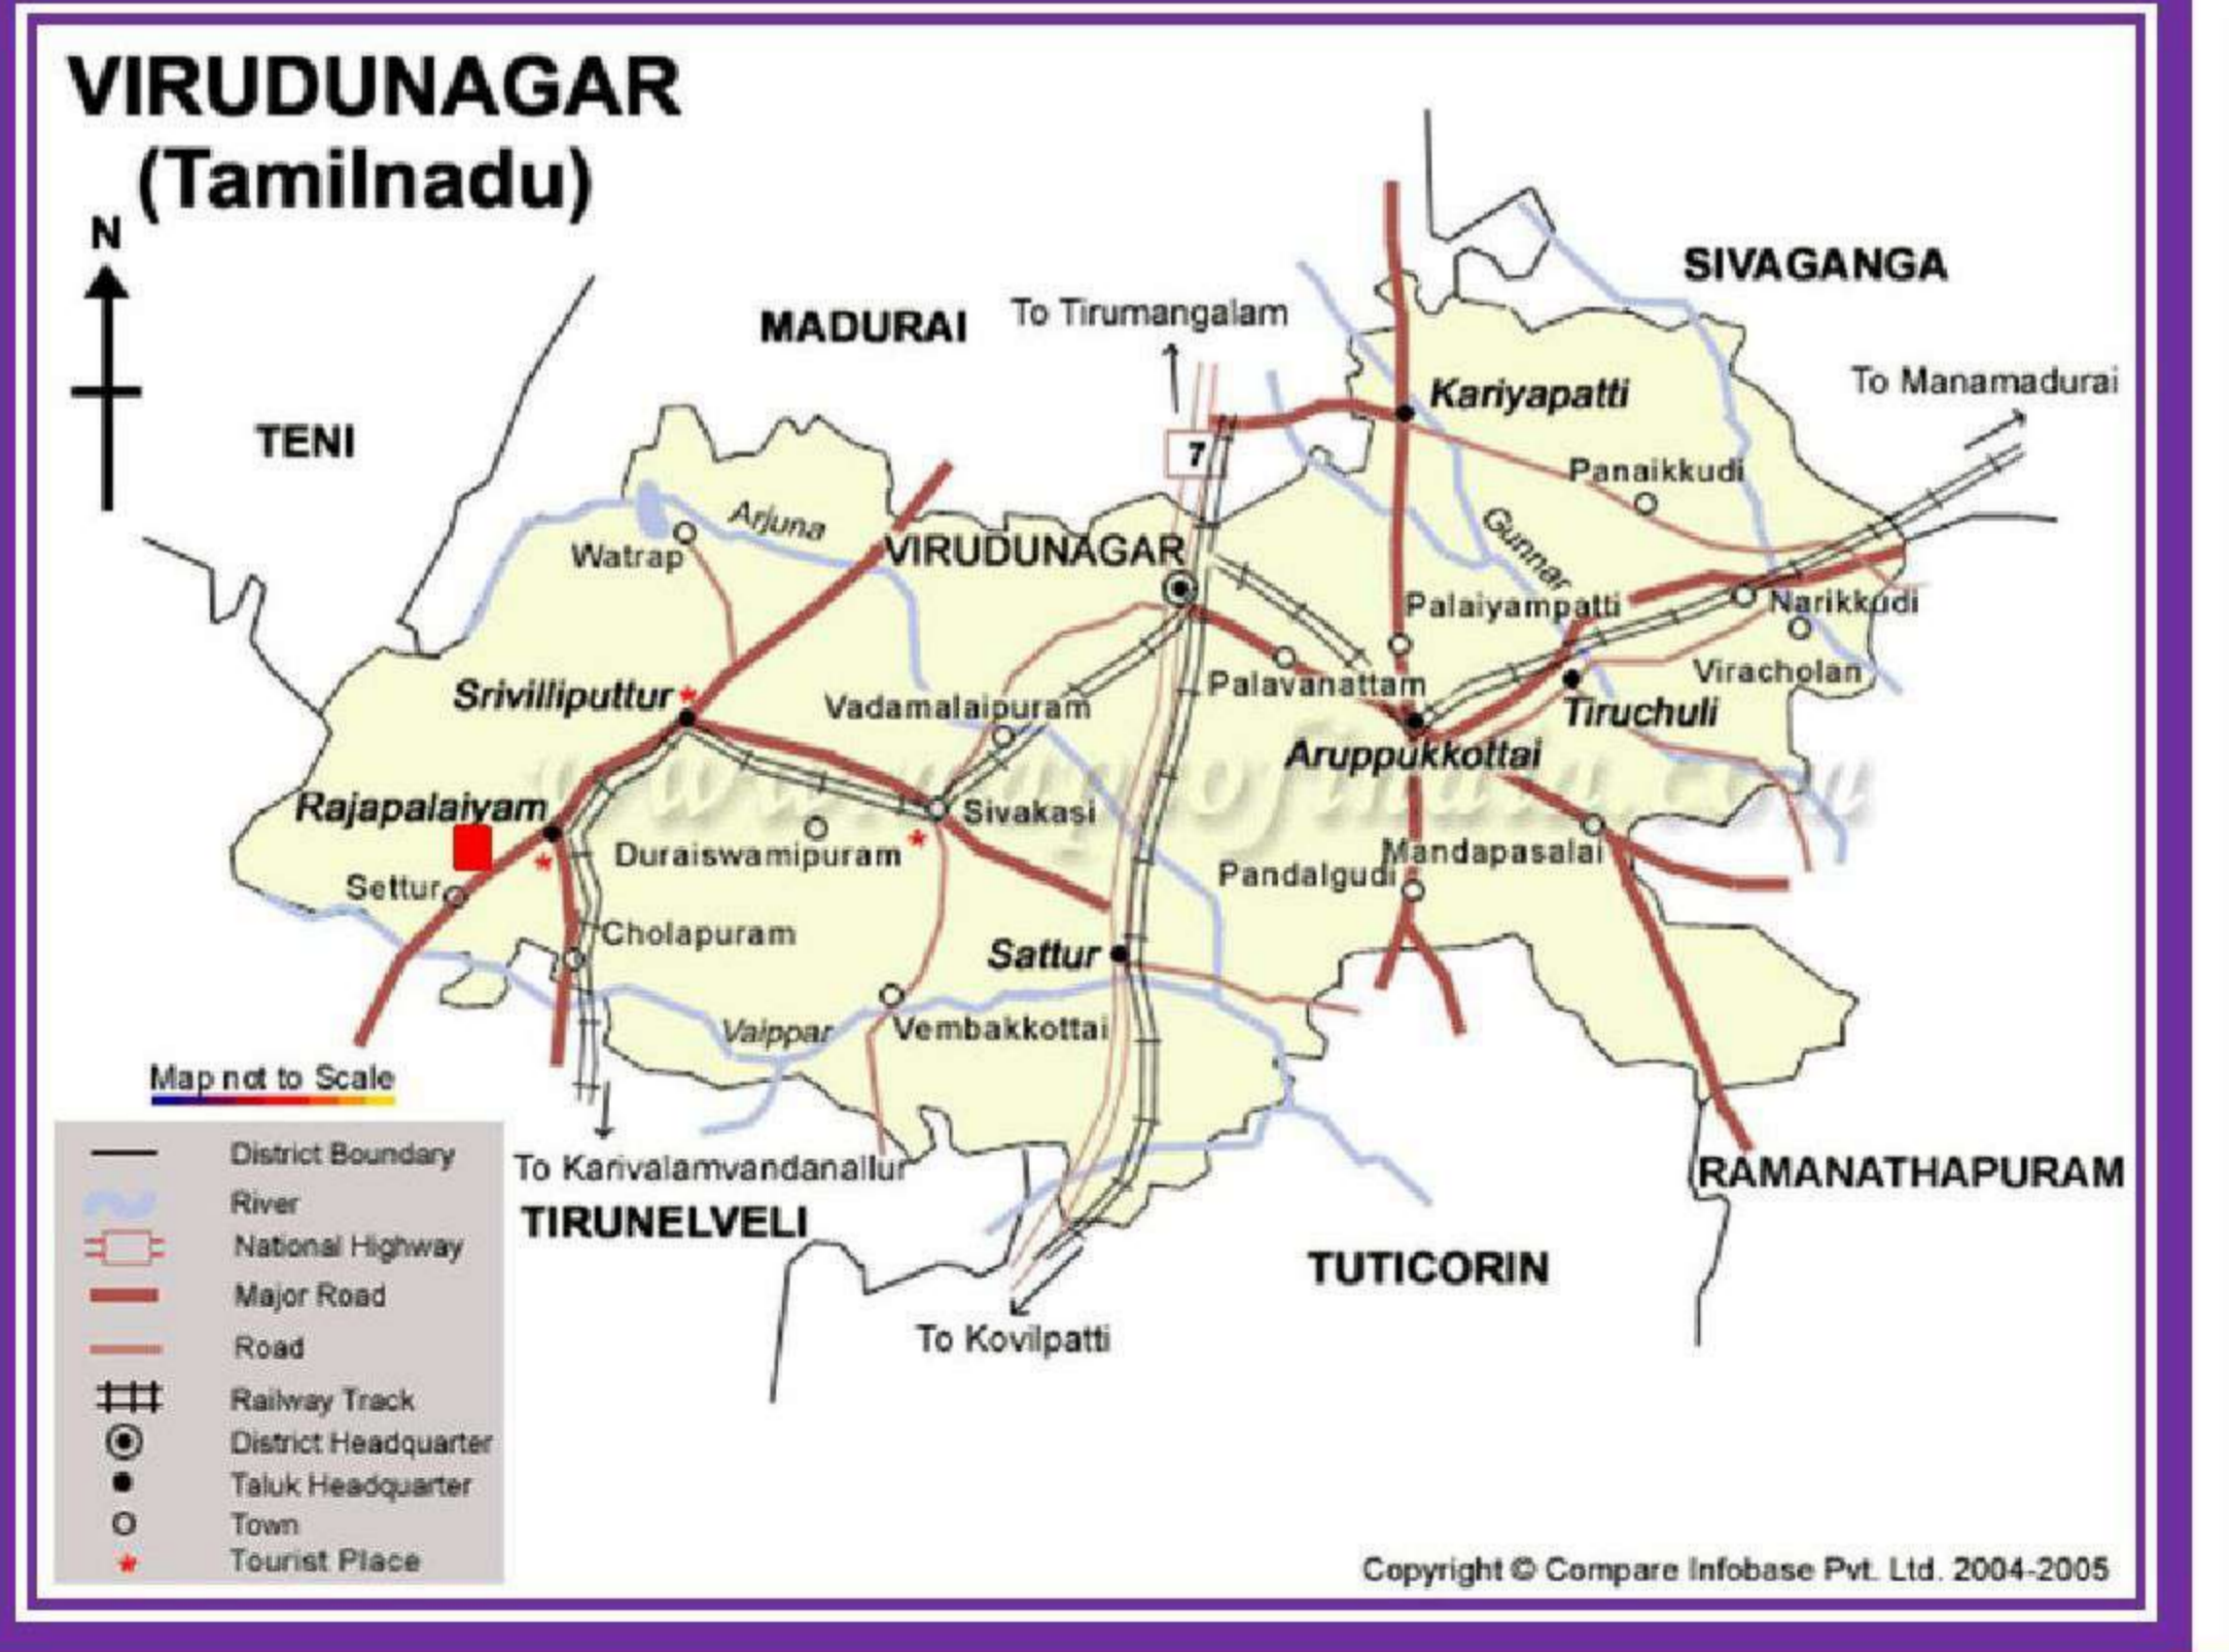 VIRUDUNAGAR
(Tamilnadu)
N
SIVAGANGA
MADURAI
To Tirumangalam
To Manamadurai
TENI
Kariyapatti
7
Panaikkudi
Arjuna
Gunnar
Watrap
VIRUDUNAGAR
Palaiyampatti
Narikkudi
Srivilliputtur
Vadamalaipuram
Palavanattam
Viracholan
Tiruchuli
Aruppukkottai
www.mapsofindia.com
Rajapalaiyam
Sivakasi
Duraiswamipuram
Mandapasalai
Settur
Pandalgudi
Cholapuram
Sattur
Vaippar
Vembakkottai
Map not to Scale
District Boundary
River
National Highway
Major Road
Road
Railway Track
District Headquarter
Taluk Headquarter
Town
Tourist Place
To Karivalamvandanallur
TIRUNELVELI
RAMANATHAPURAM
TUTICORIN
To Kovilpatti
Copyright © Compare Infobase Pvt. Ltd. 2004-2005